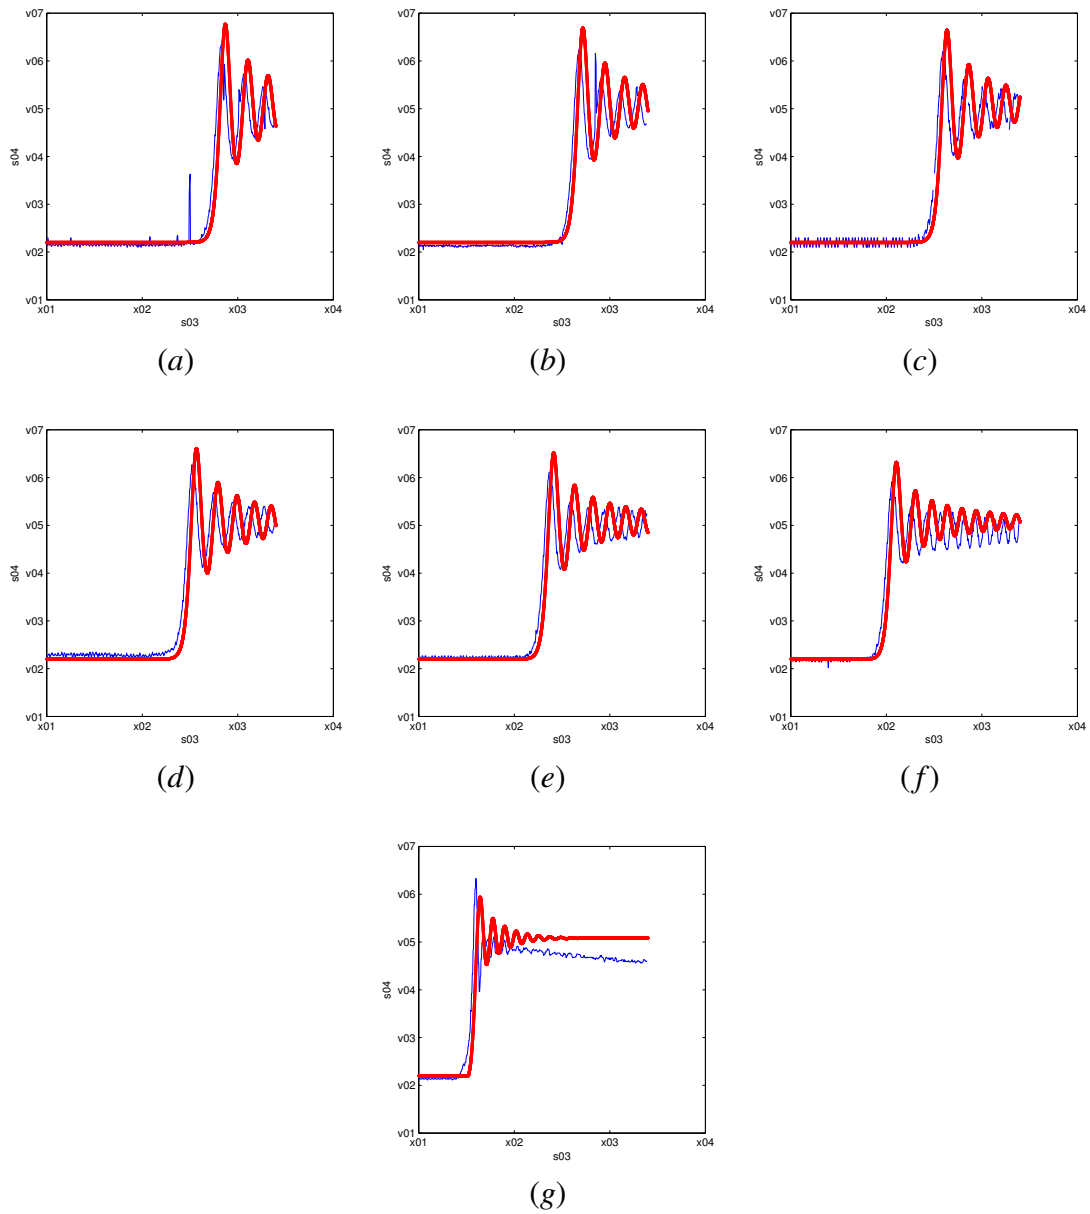 v07 v07 v07
v06 v06 v06
v05 v05 v05
s04 s04 s04
v04 v04 v04
v03 v03 v03
v02 v02 v02
v01 v01 v01
x01 x02 x03 x04 x01 x02 x03 x04 x01 x02 x03 x04
s03 s03 s03
(a) (b) (c)
v07 v07 v07
v06 v06 v06
v05 v05 v05
s04 s04 s04
v04 v04 v04
v03 v03 v03
v02 v02 v02
v01 v01 v01
x01 x02 x03 x04 x01 x02 x03 x04 x01 x02 x03 x04
s03 s03 s03
(d) (e) (f)
v07
v06
v05
s04
v04
v03
v02
v01
x01 x02 x03 x04
s03
(g)